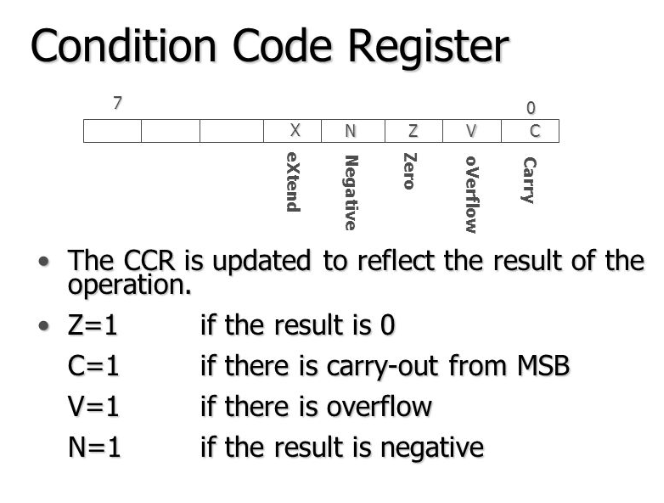 Condition Code Register
7
0
X N Z V C
eXtend
Negative
Zero
oVerflow
Carry
• The CCR is updated to reflect the result of the
operation.
• Z=1 if the result is 0
C=1 if there is carry-out from MSB
V=1 if there is overflow
N=1 if the result is negative